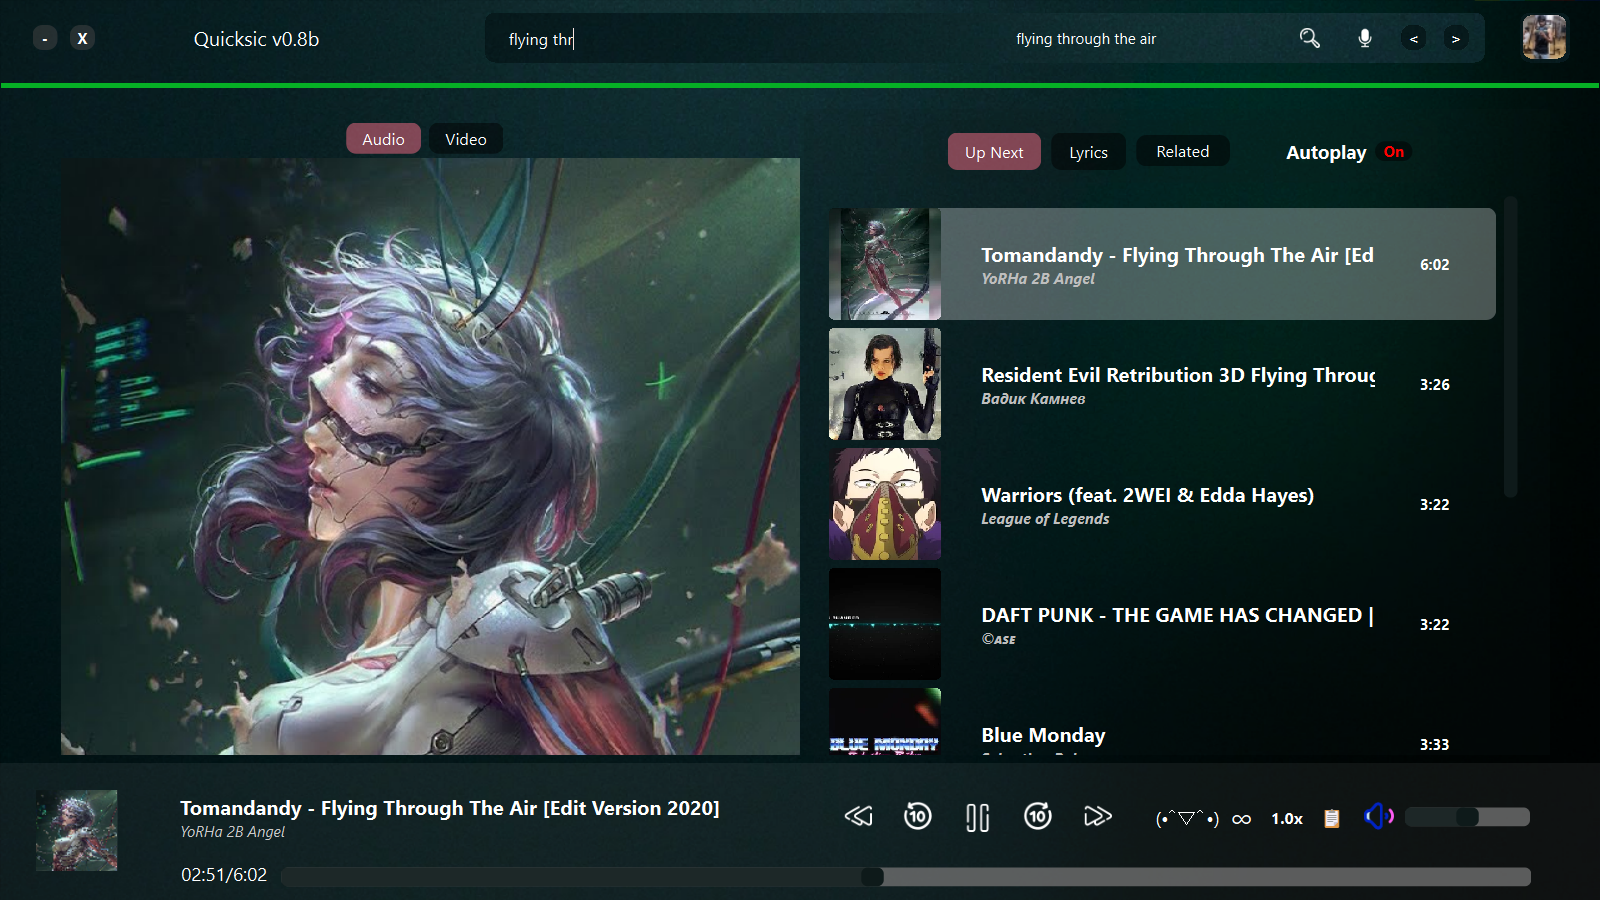 - X Quicksic v0.8b flying thr flying through the air < >
Audio Video
Up Next Lyrics Related Autoplay On
Tomandandy - Flying Through The Air [Ed
YoRHa 2B Angel
6:02
Resident Evil Retribution 3D Flying Throug
Вадик Камнев
3:26
Warriors (feat. 2WEI & Edda Hayes)
League of Legends
3:22
DAFT PUNK - THE GAME HAS CHANGED |
©ᴀsᴇ
3:22
BLUE MONDAY
Blue Monday
3:33
Tomandandy - Flying Through The Air [Edit Version 2020]
YoRHa 2B Angel
10 10 (•ˆ▽ˆ•) ∞ 1.0x
02:51/6:02